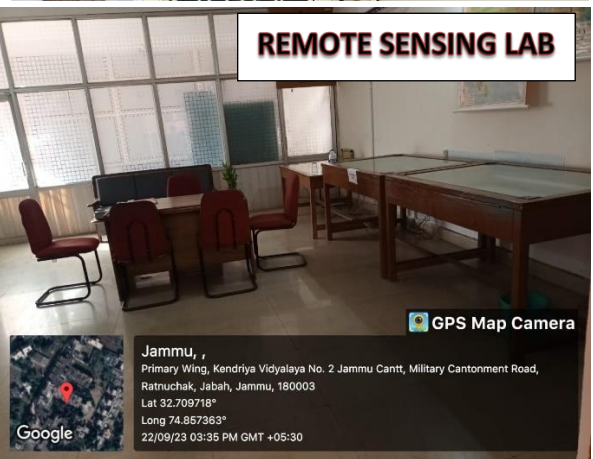 REMOTE SENSING LAB
GPS Map Camera
Jammu, ,
Primary Wing, Kendriya Vidyalaya No. 2 Jammu Cantt, Military Cantonment Road,
Ratnuchak, Jabah, Jammu, 180003
Lat 32.709718°
Long 74.857363°
22/09/23 03:35 PM GMT +05:30
Google